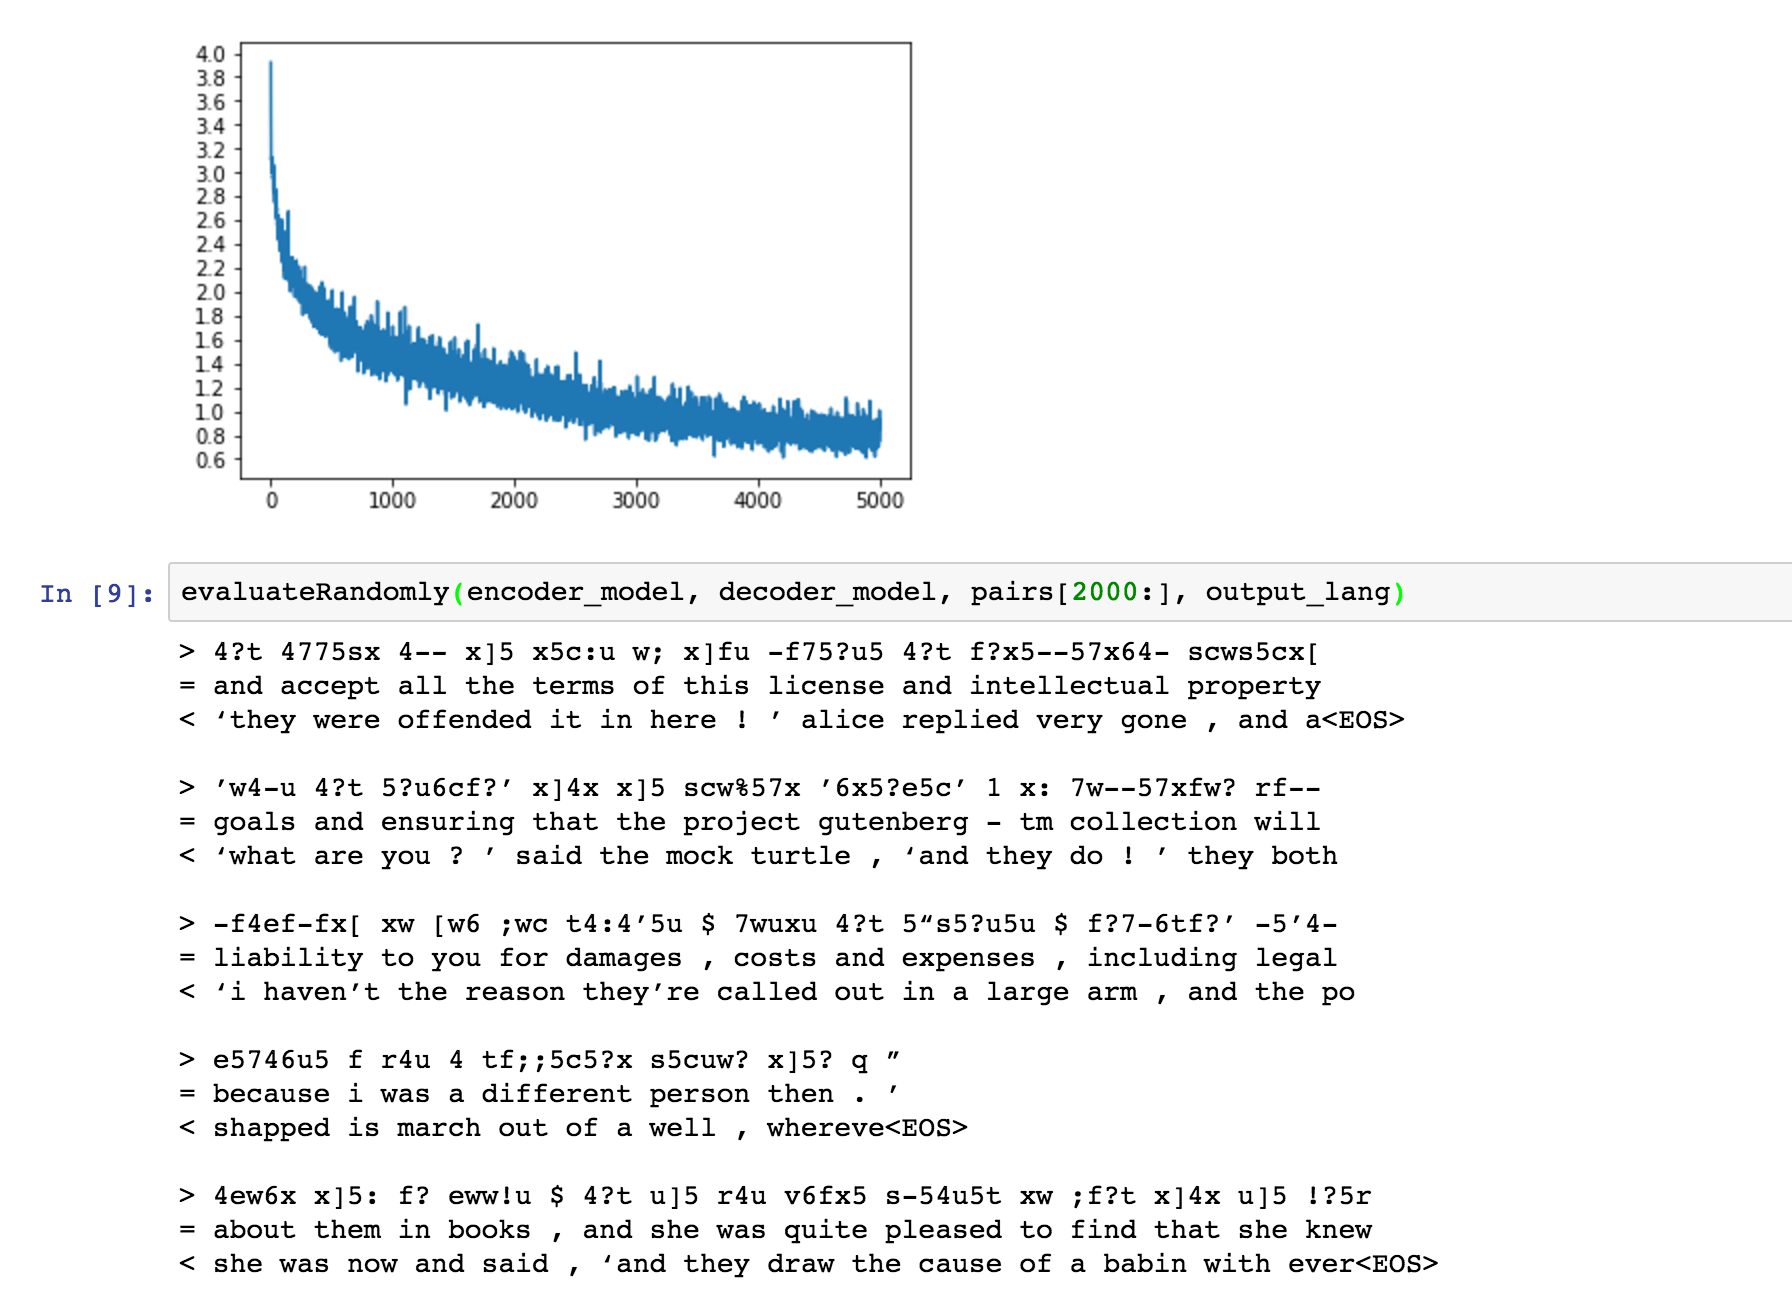 4.0
3.8
3.6
3.4
3.2
3.0
2.8
2.6
2.4
2.2
2.0
1.8
1.6
1.4
1.2
1.0
0.8
0.6
0 1000 2000 3000 4000 5000
In [9]: evaluateRandomly(encoder_model, decoder_model, pairs[2000:], output_lang)
> 4?t 4775sx 4-- x]5 x5c:u w; x]fu -f75?u5 4?t f?x5--57x64- scws5cx[
= and accept all the terms of this license and intellectual property
< ‘they were offended it in here ! ’ alice replied very gone , and a<EOS>
> ’w4-u 4?t 5?u6cf?’ x]4x x]5 scw%57x ’6x5?e5c’ 1 x: 7w--57xfw? rf--
= goals and ensuring that the project gutenberg - tm collection will
< ‘what are you ? ’ said the mock turtle , ‘and they do ! ’ they both
> -f4ef-fx[ xw [w6 ;wc t4:4’5u $ 7wuxu 4?t 5“s5?u5u $ f?7-6tf?’ -5’4-
= liability to you for damages , costs and expenses , including legal
< ‘i haven’t the reason they’re called out in a large arm , and the po
> e5746u5 f r4u 4 tf;;5c5?x s5cuw? x]5? q ”
= because i was a different person then . ’
< shapped is march out of a well , whereve<EOS>
> 4ew6x x]5: f? eww!u $ 4?t u]5 r4u v6fx5 s-54u5t xw ;f?t x]4x u]5 !?5r
= about them in books , and she was quite pleased to find that she knew
< she was now and said , ‘and they draw the cause of a babin with ever<EOS>